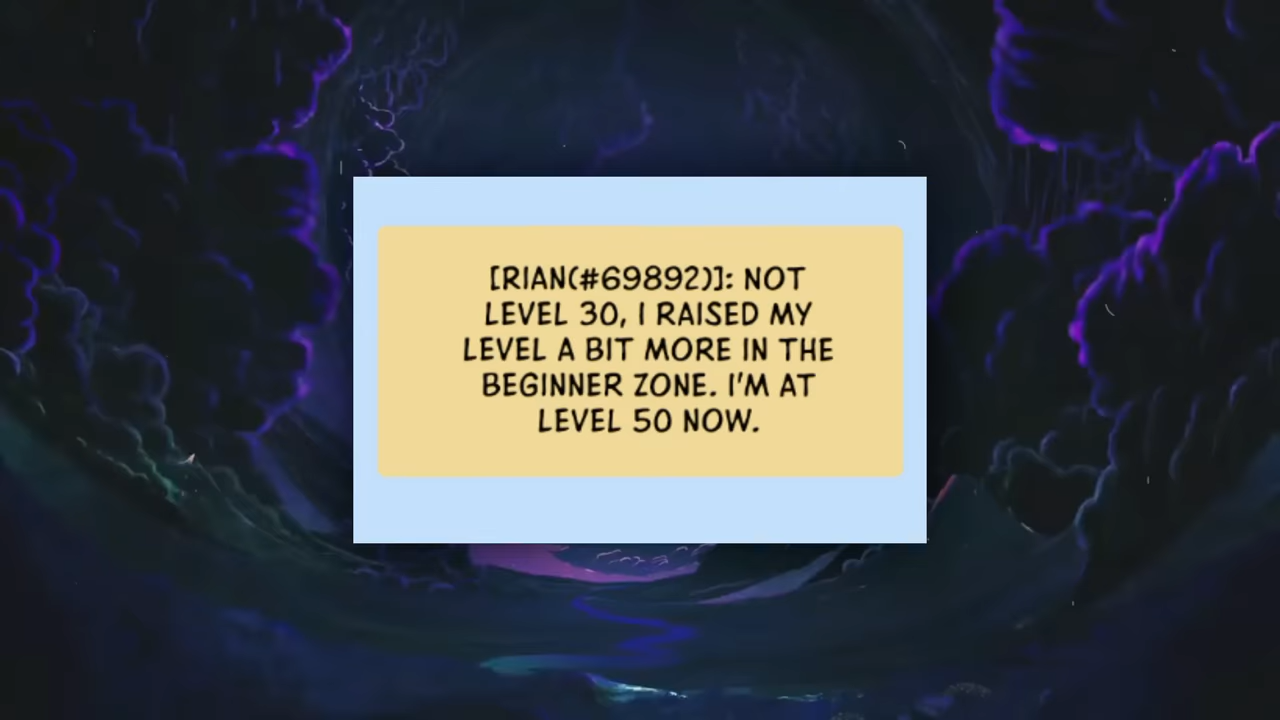 [RIAN(#69892)]: NOT
LEVEL 30, I RAISED MY
LEVEL A BIT MORE IN THE
BEGINNER ZONE. I'M AT
LEVEL 50 NOW.